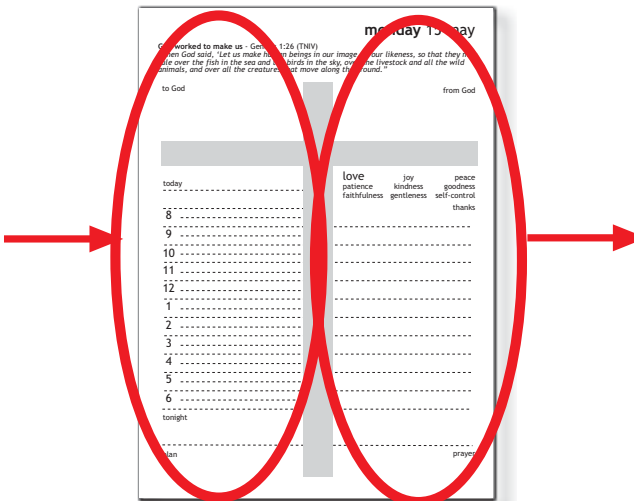 monday 15 may
God worked to make us - Genesis 1:26 (TNIV)
Then God said, ‘Let us make human beings in our image, in our likeness, so that they may
rule over the fish in the sea and the birds in the sky, over the livestock and all the wild
animals, and over all the creatures that move along the ground.”
to God
from God
today
love joy peace
patience kindness goodness
faithfulness gentleness self-control
thanks
8
9
10
11
12
1
2
3
4
5
6
tonight
plan
prayer